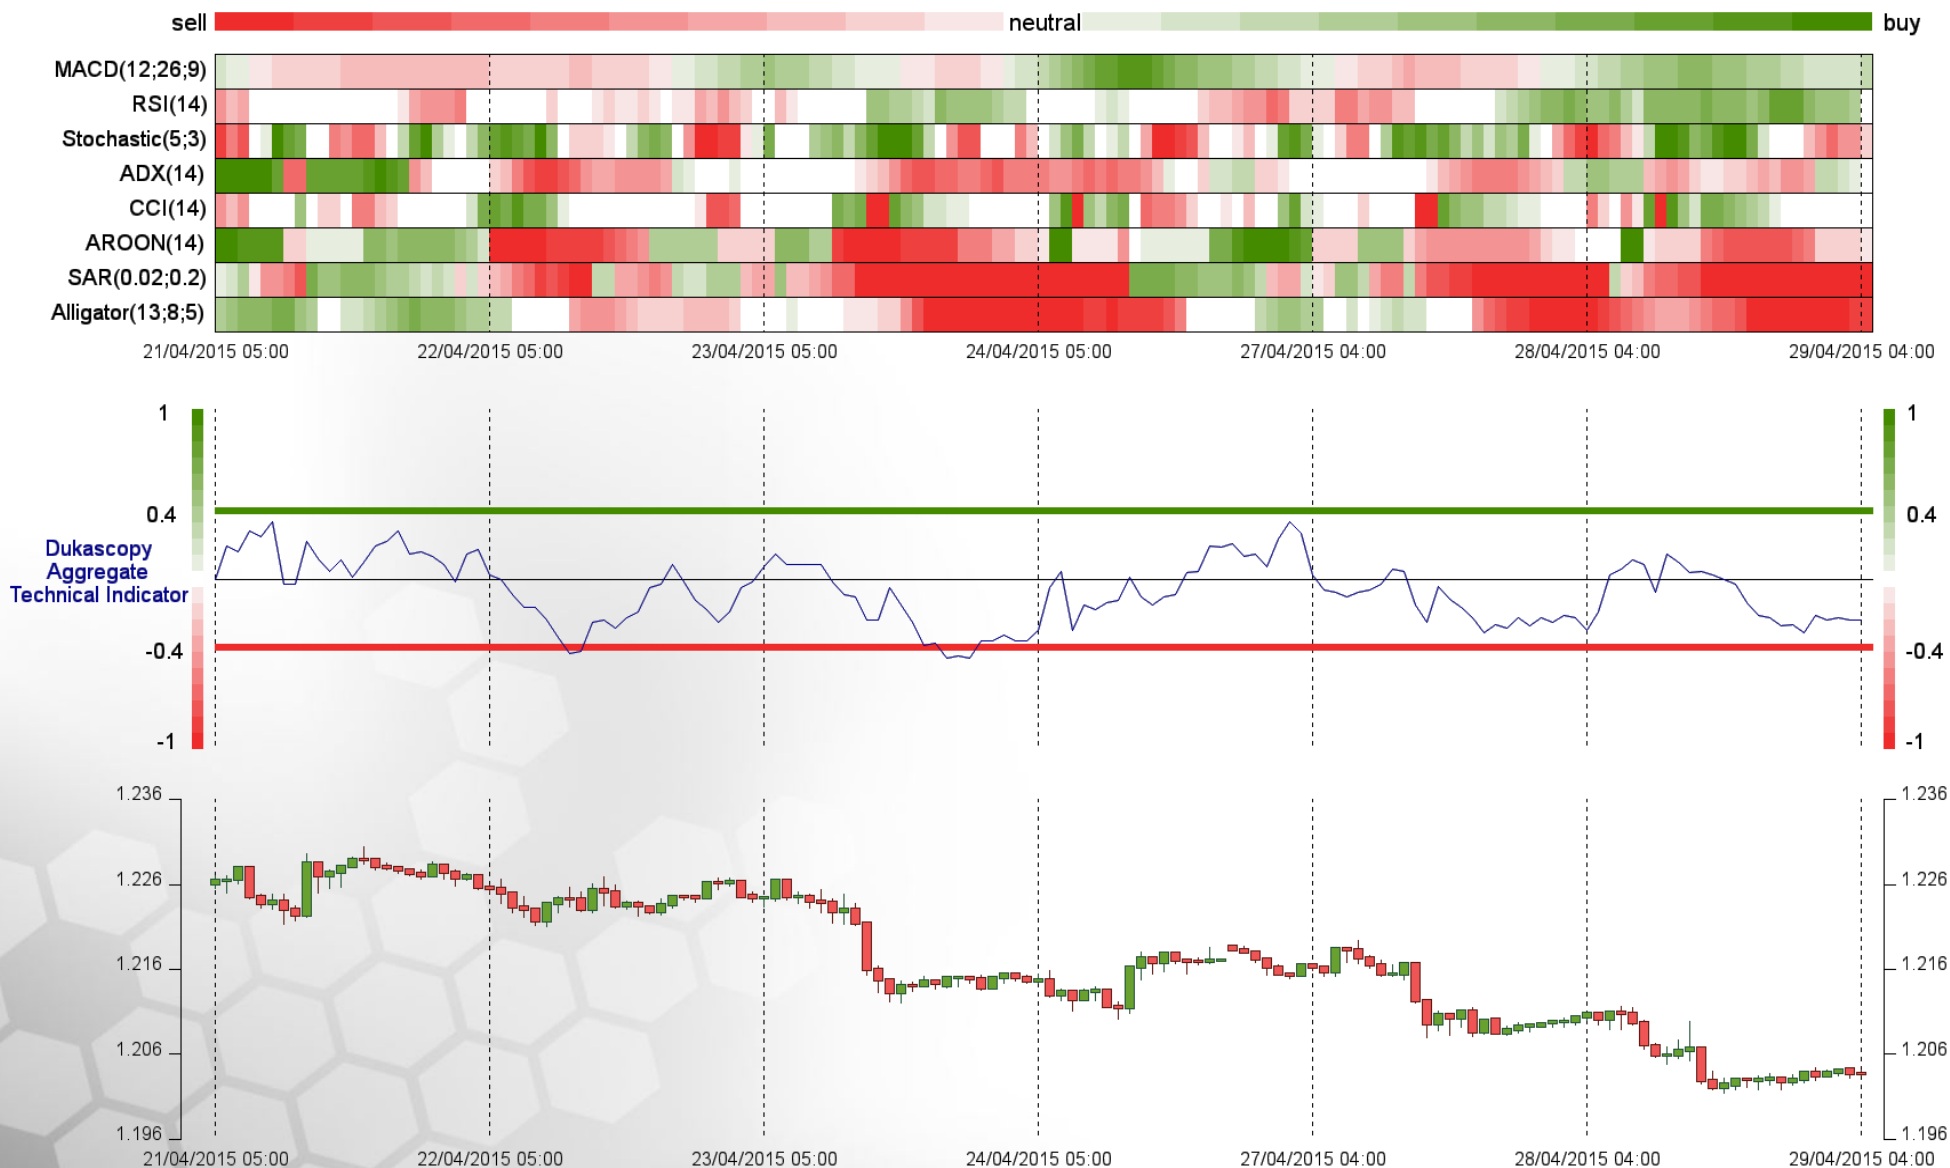 sell neutral buy
MACD(12;26;9)
RSI(14)
Stochastic(5;3)
ADX(14)
CCI(14)
AROON(14)
SAR(0.02;0.2)
Alligator(13;8;5)
21/04/2015 05:00 22/04/2015 05:00 23/04/2015 05:00 24/04/2015 05:00 27/04/2015 04:00 28/04/2015 04:00 29/04/2015 04:00
1 1
0.4 0.4
Dukascopy
Aggregate
Technical Indicator
-0.4 -0.4
-1 -1
1.236 1.236
1.226 1.226
1.216 1.216
1.206 1.206
1.196 1.196
21/04/2015 05:00 22/04/2015 05:00 23/04/2015 05:00 24/04/2015 05:00 27/04/2015 04:00 28/04/2015 04:00 29/04/2015 04:00